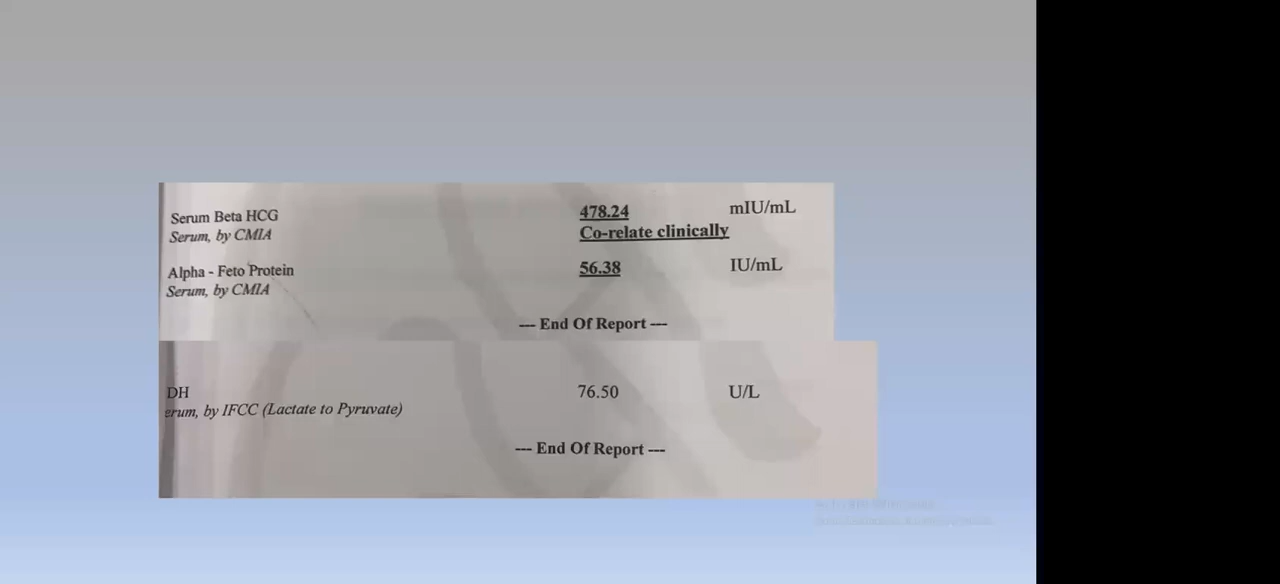 Serum Beta HCG 478.24 mIU/mL
Serum, by CMIA Co-relate clinically
Alpha - Feto Protein 56.38 IU/mL
Serum, by CMIA
--- End Of Report ---
DH 76.50 U/L
erum, by IFCC (Lactate to Pyruvate)
--- End Of Report ---